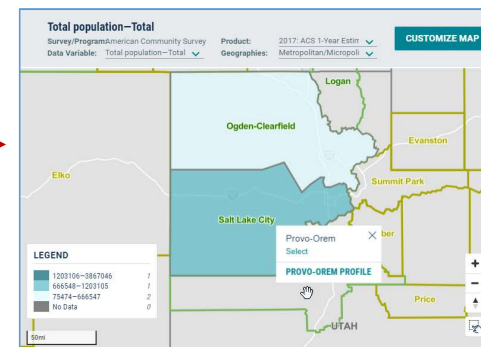 Total population—Total
Survey/Program: American Community Survey Product: 2017: ACS 1-Year Estim
Data Variable: Total population—Total Geographies: Metropolitan/Micropoli
CUSTOMIZE MAP
Logan
Ogden-Clearfield
Evanston
Elko
Summit Park
Salt Lake City
ber
Provo-Orem
Select
PROVO-OREM PROFILE
LEGEND
1203106—3867046 1
666548—1203105 1
75474—666547 2
No Data 0
Price
UTAH
50mi